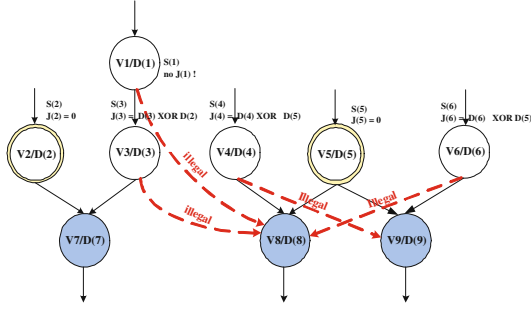 V1/D(1)
S(1)
no J(1) !
S(2)
J(2) = 0
S(3)
J(3) = D(3) XOR D(2)
S(4)
J(4) = D(4) XOR D(5)
S(5)
J(5) = 0
S(6)
J(6) = D(6) XOR D(5)
V2/D(2)
V3/D(3)
illegal
V4/D(4)
V5/D(5)
V6/D(6)
illegal
illegal
Illegal
V7/D(7)
V8/D(8)
V9/D(9)